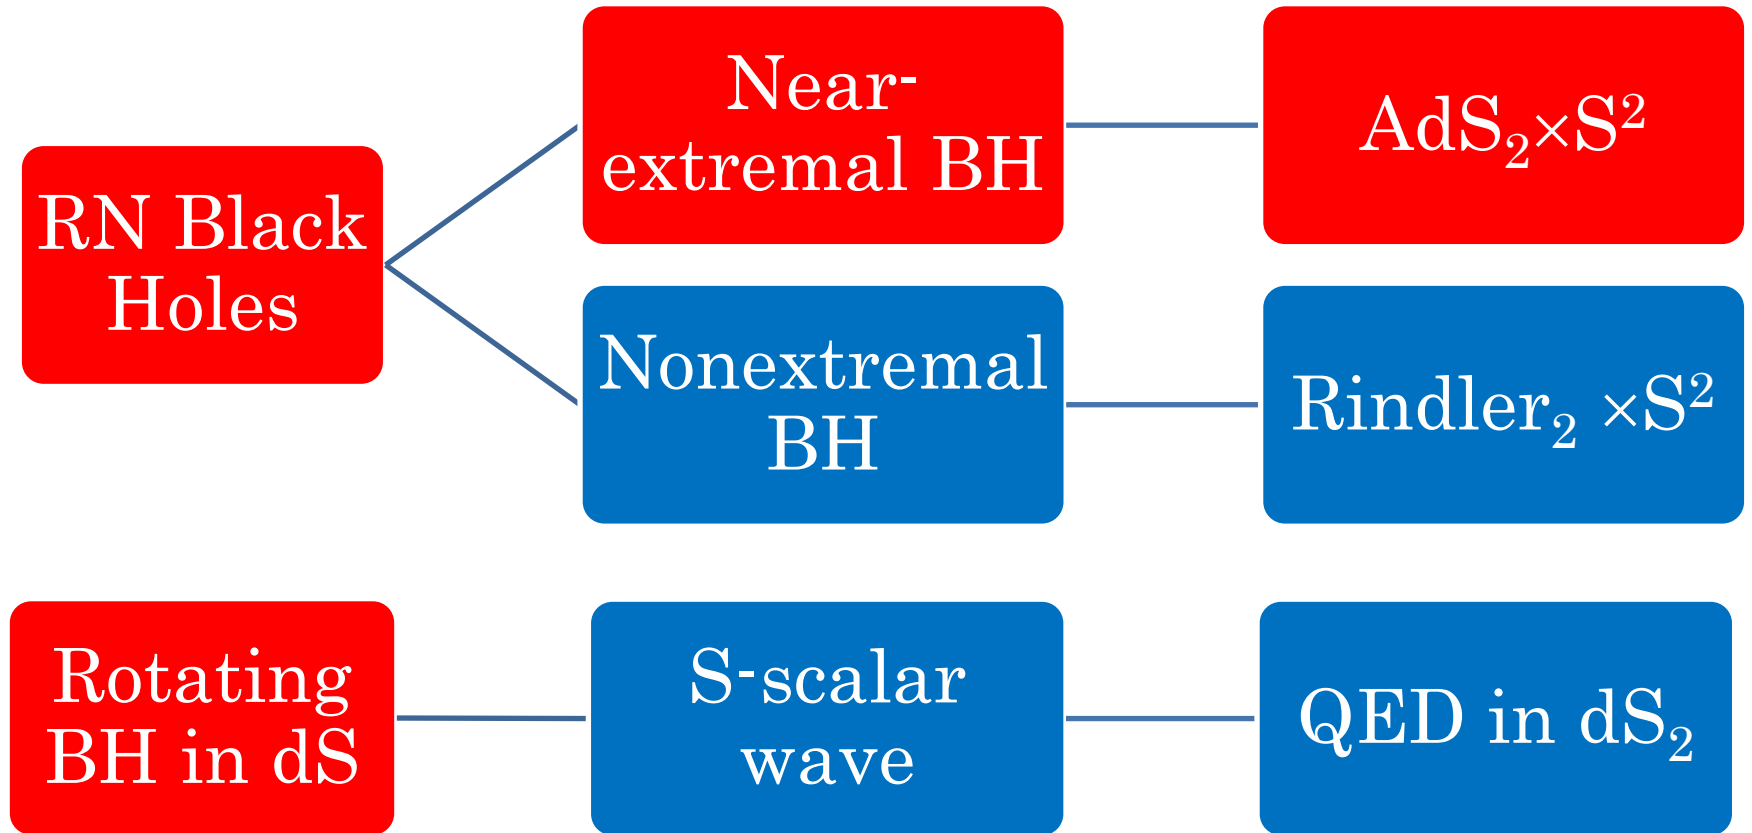 RN Black
Holes
Near-
extremal BH
AdS₂×S²
Nonextremal
BH
Rindler₂ ×S²
Rotating
BH in dS
S-scalar
wave
QED in dS₂